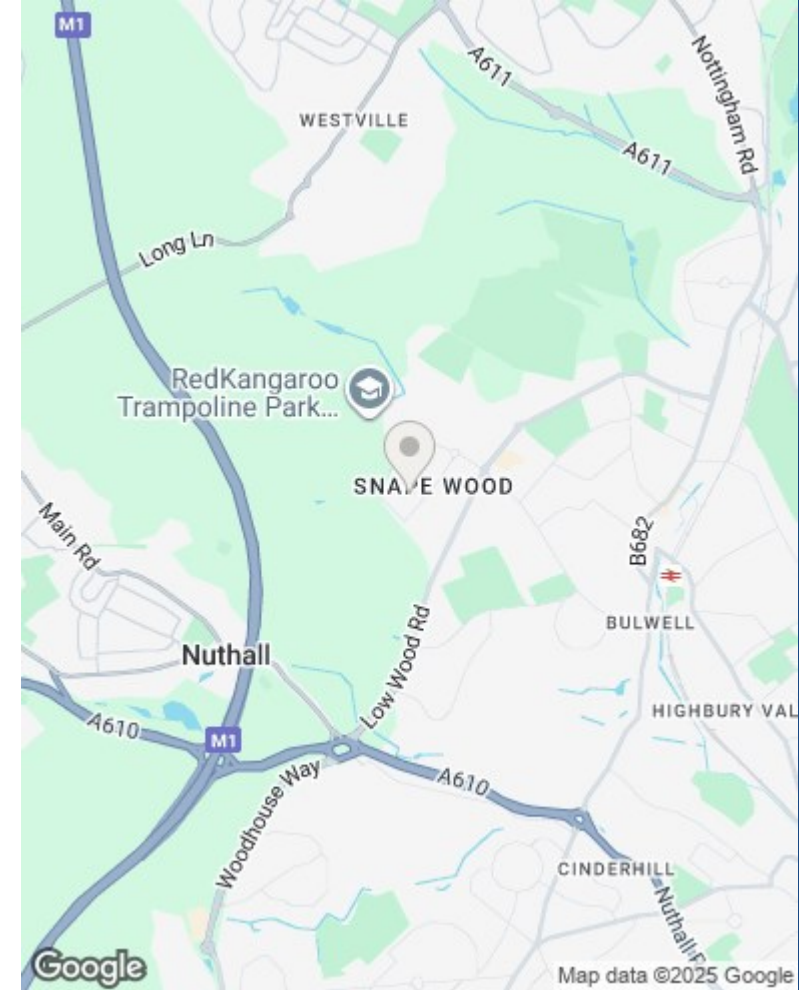 M1
A611
Nottingham Rd
WESTVILLE
A611
Long Ln
RedKangaroo
Trampoline Park...
SNAPE WOOD
Main Rd
B682
BULWELL
Low Wood Rd
Nuthall
HIGHBURY VAL
A610
M1
Woodhouse Way
A610
CINDERHILL
Nuthall R
Google
Map data ©2025 Google